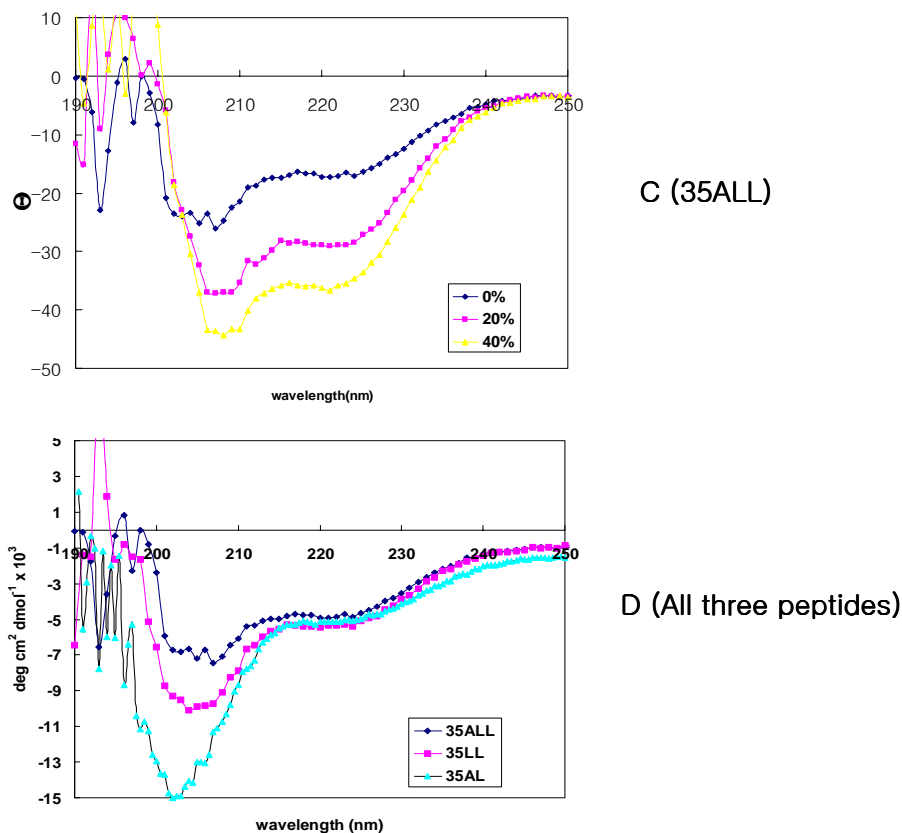 10
0
-10
-20
-30
-40
-50
190 200 210 220 230 240 250
Θ
wavelength(nm)
0%
20%
40%
C (35ALL)
5
3
1
-1
-3
-5
-7
-9
-11
-13
-15
190 200 210 220 230 240 250
deg cm² dmol⁻¹ x 10³
wavelength (nm)
35ALL
35LL
35AL
D (All three peptides)